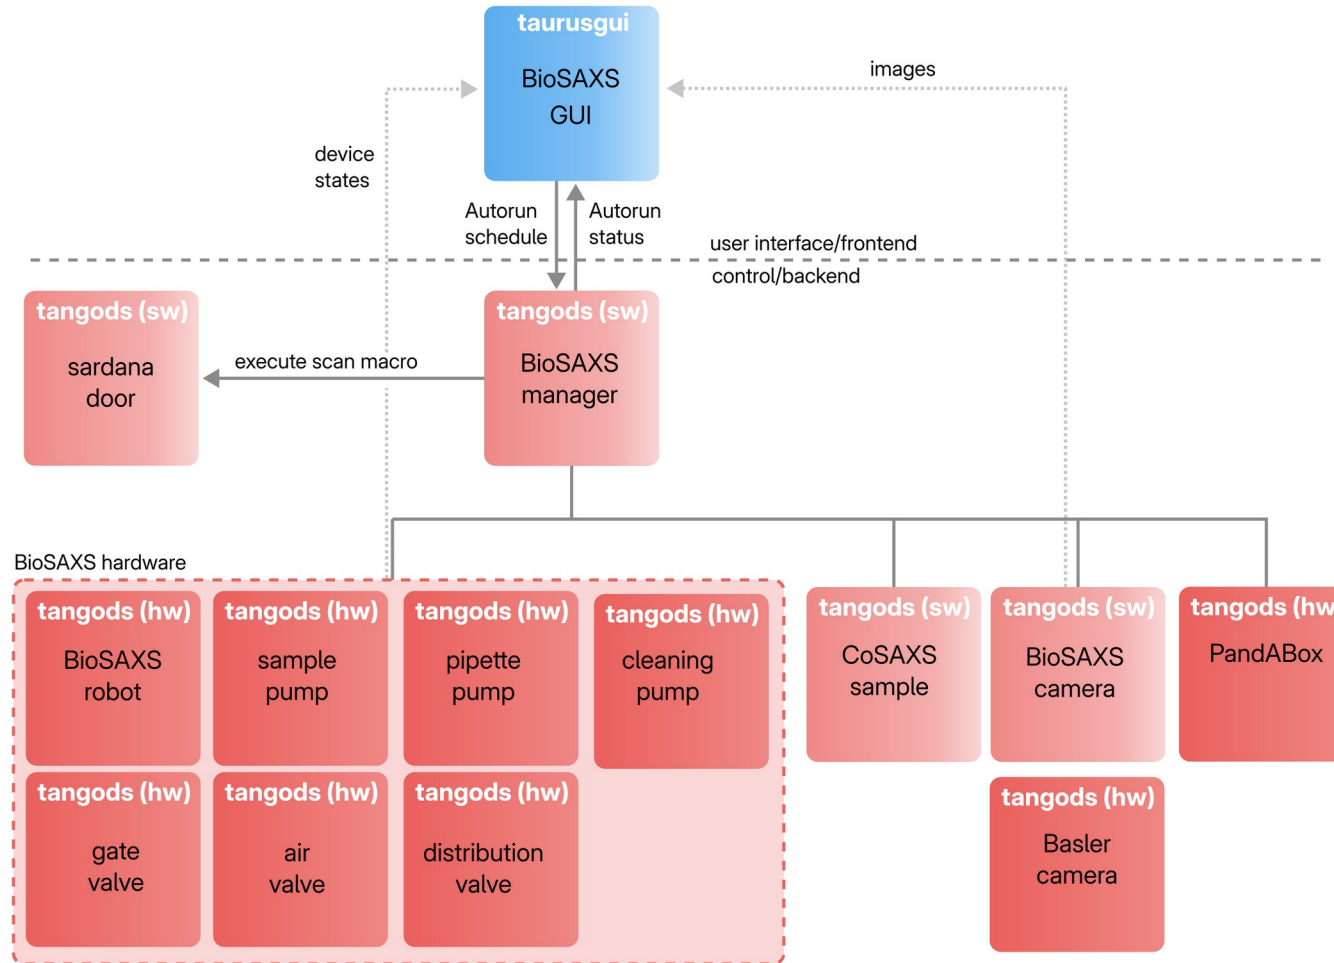 taurusgui
BioSAXS
GUI
images
device
states
Autorun
schedule
Autorun
status
user interface/frontend
control/backend
tangods (sw)
sardana
door
execute scan macro
tangods (sw)
BioSAXS
manager
BioSAXS hardware
tangods (hw)
BioSAXS
robot
tangods (hw)
sample
pump
tangods (hw)
pipette
pump
tangods (hw)
cleaning
pump
tangods (sw)
CoSAXS
sample
tangods (sw)
BioSAXS
camera
tangods (hw
PandABox
tangods (hw)
gate
valve
tangods (hw)
air
valve
tangods (hw)
distribution
valve
tangods (hw)
Basler
camera